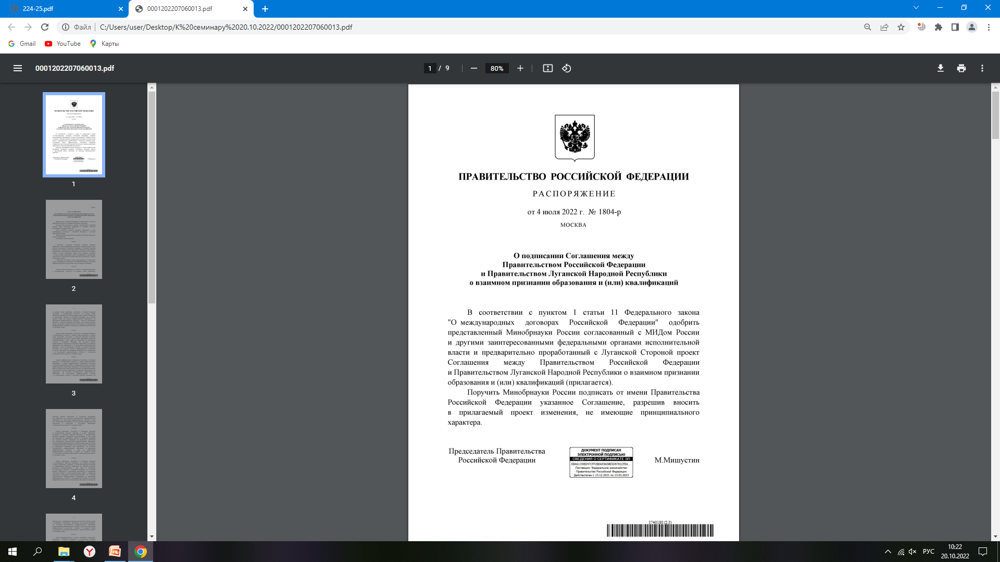 224-25.pdf
0001202207060013.pdf
Файл
C:/Users/user/Desktop/К%20семинару%2020.10.2022/0001202207060013.pdf
Gmail
YouTube
Карты
0001202207060013.pdf
1 / 9
80%
1
2
3
4
ПРАВИТЕЛЬСТВО РОССИЙСКОЙ ФЕДЕРАЦИИ
РАСПОРЯЖЕНИЕ
от 4 июля 2022 г. № 1804-р
МОСКВА
О подписании Соглашения между
Правительством Российской Федерации
и Правительством Луганской Народной Республики
о взаимном признании образования и (или) квалификаций
В соответствии с пунктом 1 статьи 11 Федерального закона
"О международных договорах Российской Федерации" одобрить
представленный Минобрнауки России согласованный с МИДом России
и другими заинтересованными федеральными органами исполнительной
власти и предварительно проработанный с Луганской Стороной проект
Соглашения между Правительством Российской Федерации
и Правительством Луганской Народной Республики о взаимном признании
образования и (или) квалификаций (прилагается).
Поручить Минобрнауки России подписать от имени Правительства
Российской Федерации указанное Соглашение, разрешив вносить
в прилагаемый проект изменения, не имеющие принципиального
характера.
Председатель Правительства
Российской Федерации
ДОКУМЕНТ ПОДПИСАН
ЭЛЕКТРОННОЙ ПОДПИСЬЮ
СВЕДЕНИЯ О СЕРТИФИКАТЕ ЭП
Поставщик: Федеральное казначейство
Правительство Российской Федерации
Действителен с 13.12.2021 по 13.03.2023
М.Мишустин
5740180 (2.3)
РУС
10:22
20.10.2022